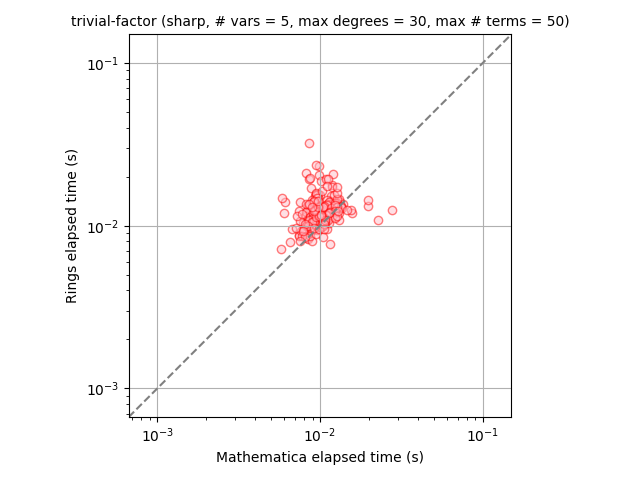 trivial-factor (sharp, # vars = 5, max degrees = 30, max # terms = 50)
Rings elapsed time (s)
10⁻¹
10⁻²
10⁻³
10⁻³ 10⁻² 10⁻¹
Mathematica elapsed time (s)